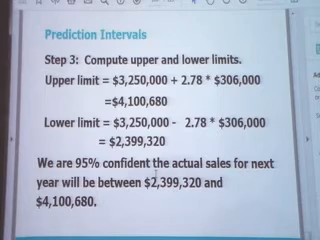 Prediction Intervals
Step 3: Compute upper and lower limits.
Upper limit = $3,250,000 + 2.78 * $306,000
=$4,100,680
Lower limit = $3,250,000 - 2.78 * $306,000
= $2,399,320
We are 95% confident the actual sales for next
year will be between $2,399,320 and
$4,100,680.